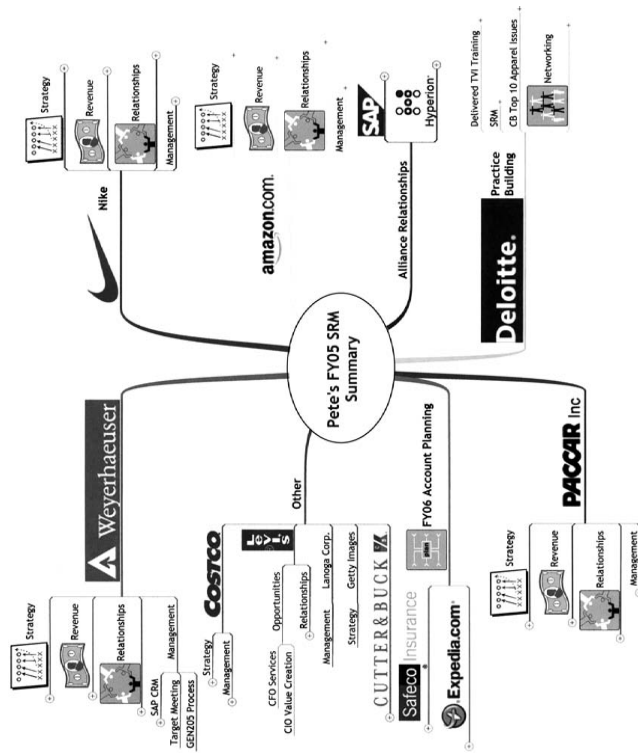 Pete's FY05 SRM
Summary
Nike
Strategy
Revenue
Relationships
Management
amazon.com.
Strategy
Revenue
Relationships
Management
Alliance Relationships
SAP
Hyperion
Deloitte.
Practice
Building
Delivered TVI Training
SRM
CB Top 10 Apparel Issues
Networking
Weyerhaeuser
Strategy
Revenue
Relationships
Management
SAP CRM
Target Meeting
GEN205 Process
Other
COSTCO
Strategy
Management
LEVI'S
Opportunities
CFO Services
CIO Value Creation
Relationships
Lanoga Corp.
Management
Getty Images
Strategy
CUTTER & BUCK
FY06 Account Planning
plan
Safeco Insurance
Expedia.com
PACCAR Inc
Strategy
Revenue
Relationships
Management